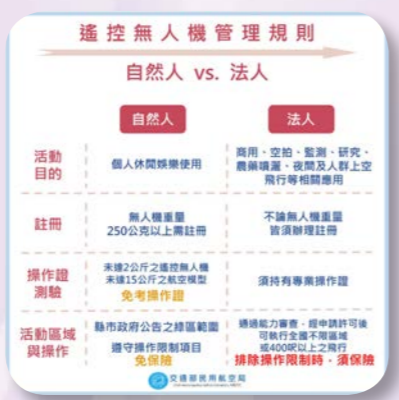 遙控無人機管理規則
自然人 vs. 法人
自然人
法人
活動
目的
個人休閒娛樂使用
商用、空拍、監測、研究、
農藥噴灑、夜間及人群上空
飛行等相關應用
註冊
無人機重量
250公克以上需註冊
不論無人機重量
皆須辦理註冊
操作證
測驗
未達2公斤之遙控無人機
未達15公斤之航空模型
免考操作證
須持有專業操作證
活動區域
與操作
縣市政府公告之綠區範圍
遵守操作限制項目
免保險
通過能力審查、經申請許可後
可執行全國不限區域
或400呎以上之飛行
排除操作限制時，須保險
交通部民用航空局